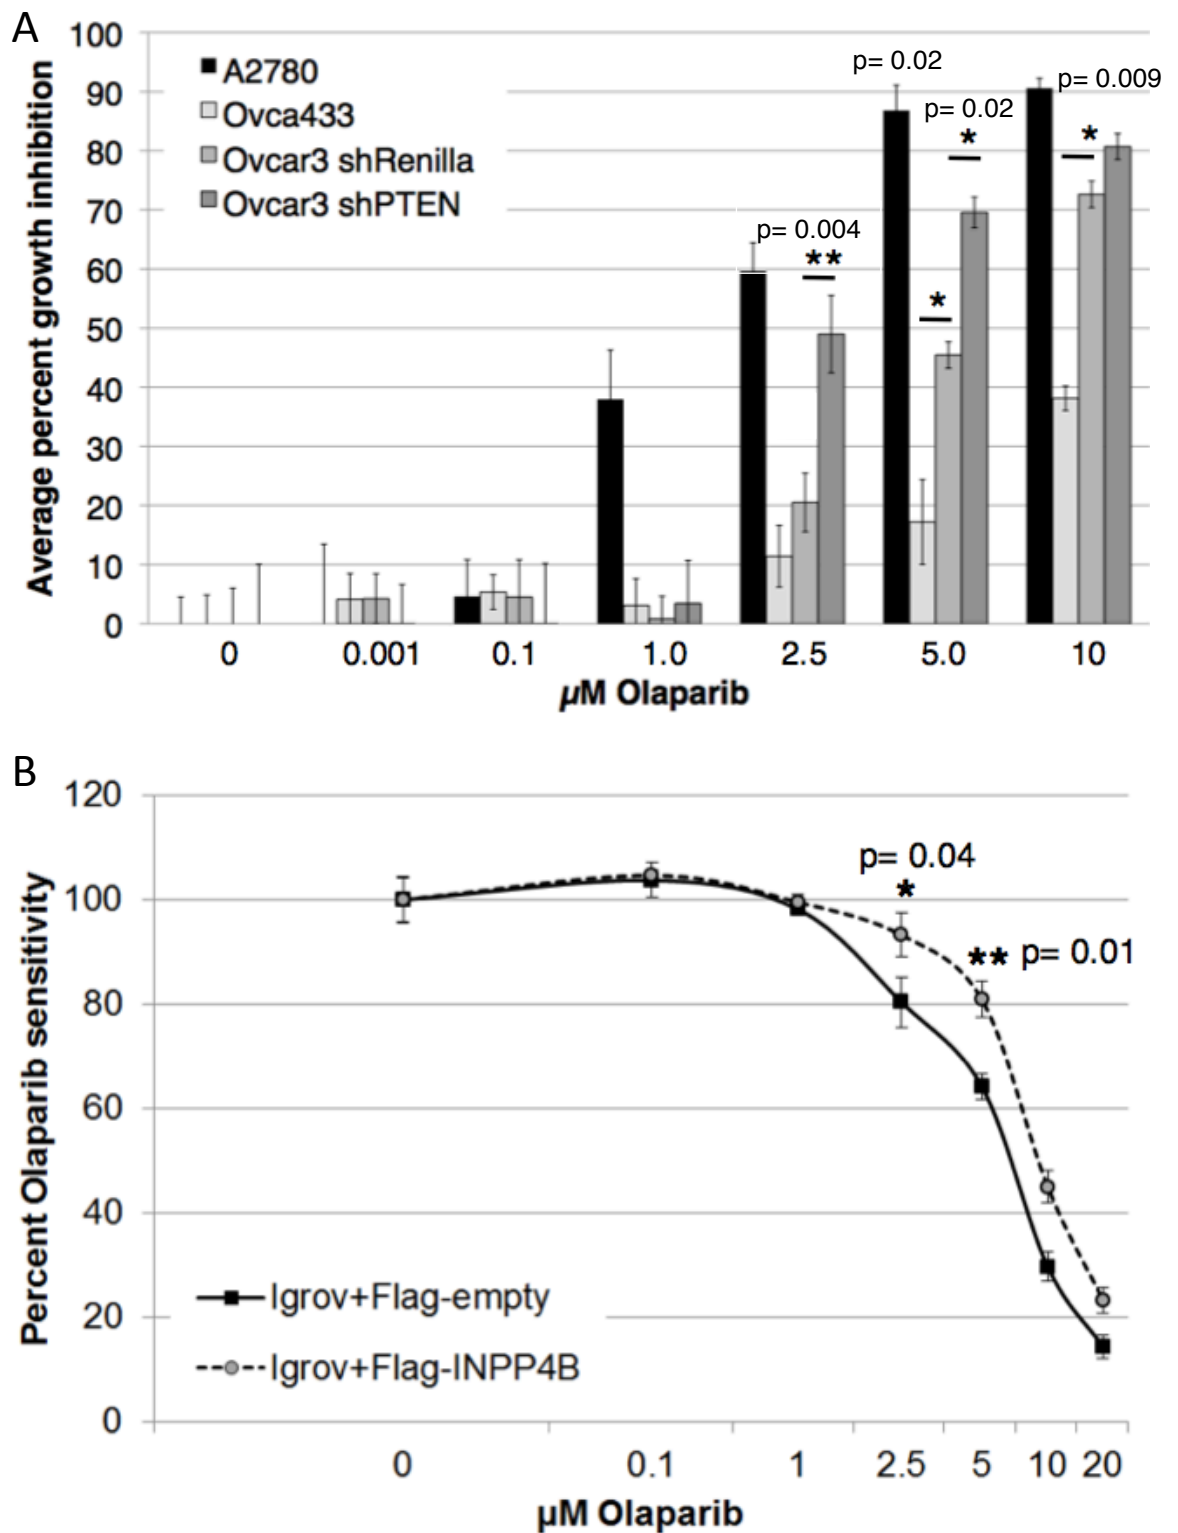 A
100
90
80
70
60
50
40
30
20
10
0
Average percent growth inhibition
A2780
Ovca433
Ovcar3 shRenilla
Ovcar3 shPTEN
p= 0.004
**
p= 0.02
p= 0.02
*
*
p= 0.009
*
0 0.001 0.1 1.0 2.5 5.0 10
µM Olaparib
B
120
100
80
60
40
20
0
Percent Olaparib sensitivity
p= 0.04
*
** p= 0.01
Igrov+Flag-empty
Igrov+Flag-INPP4B
0 0.1 1 2.5 5 10 20
µM Olaparib